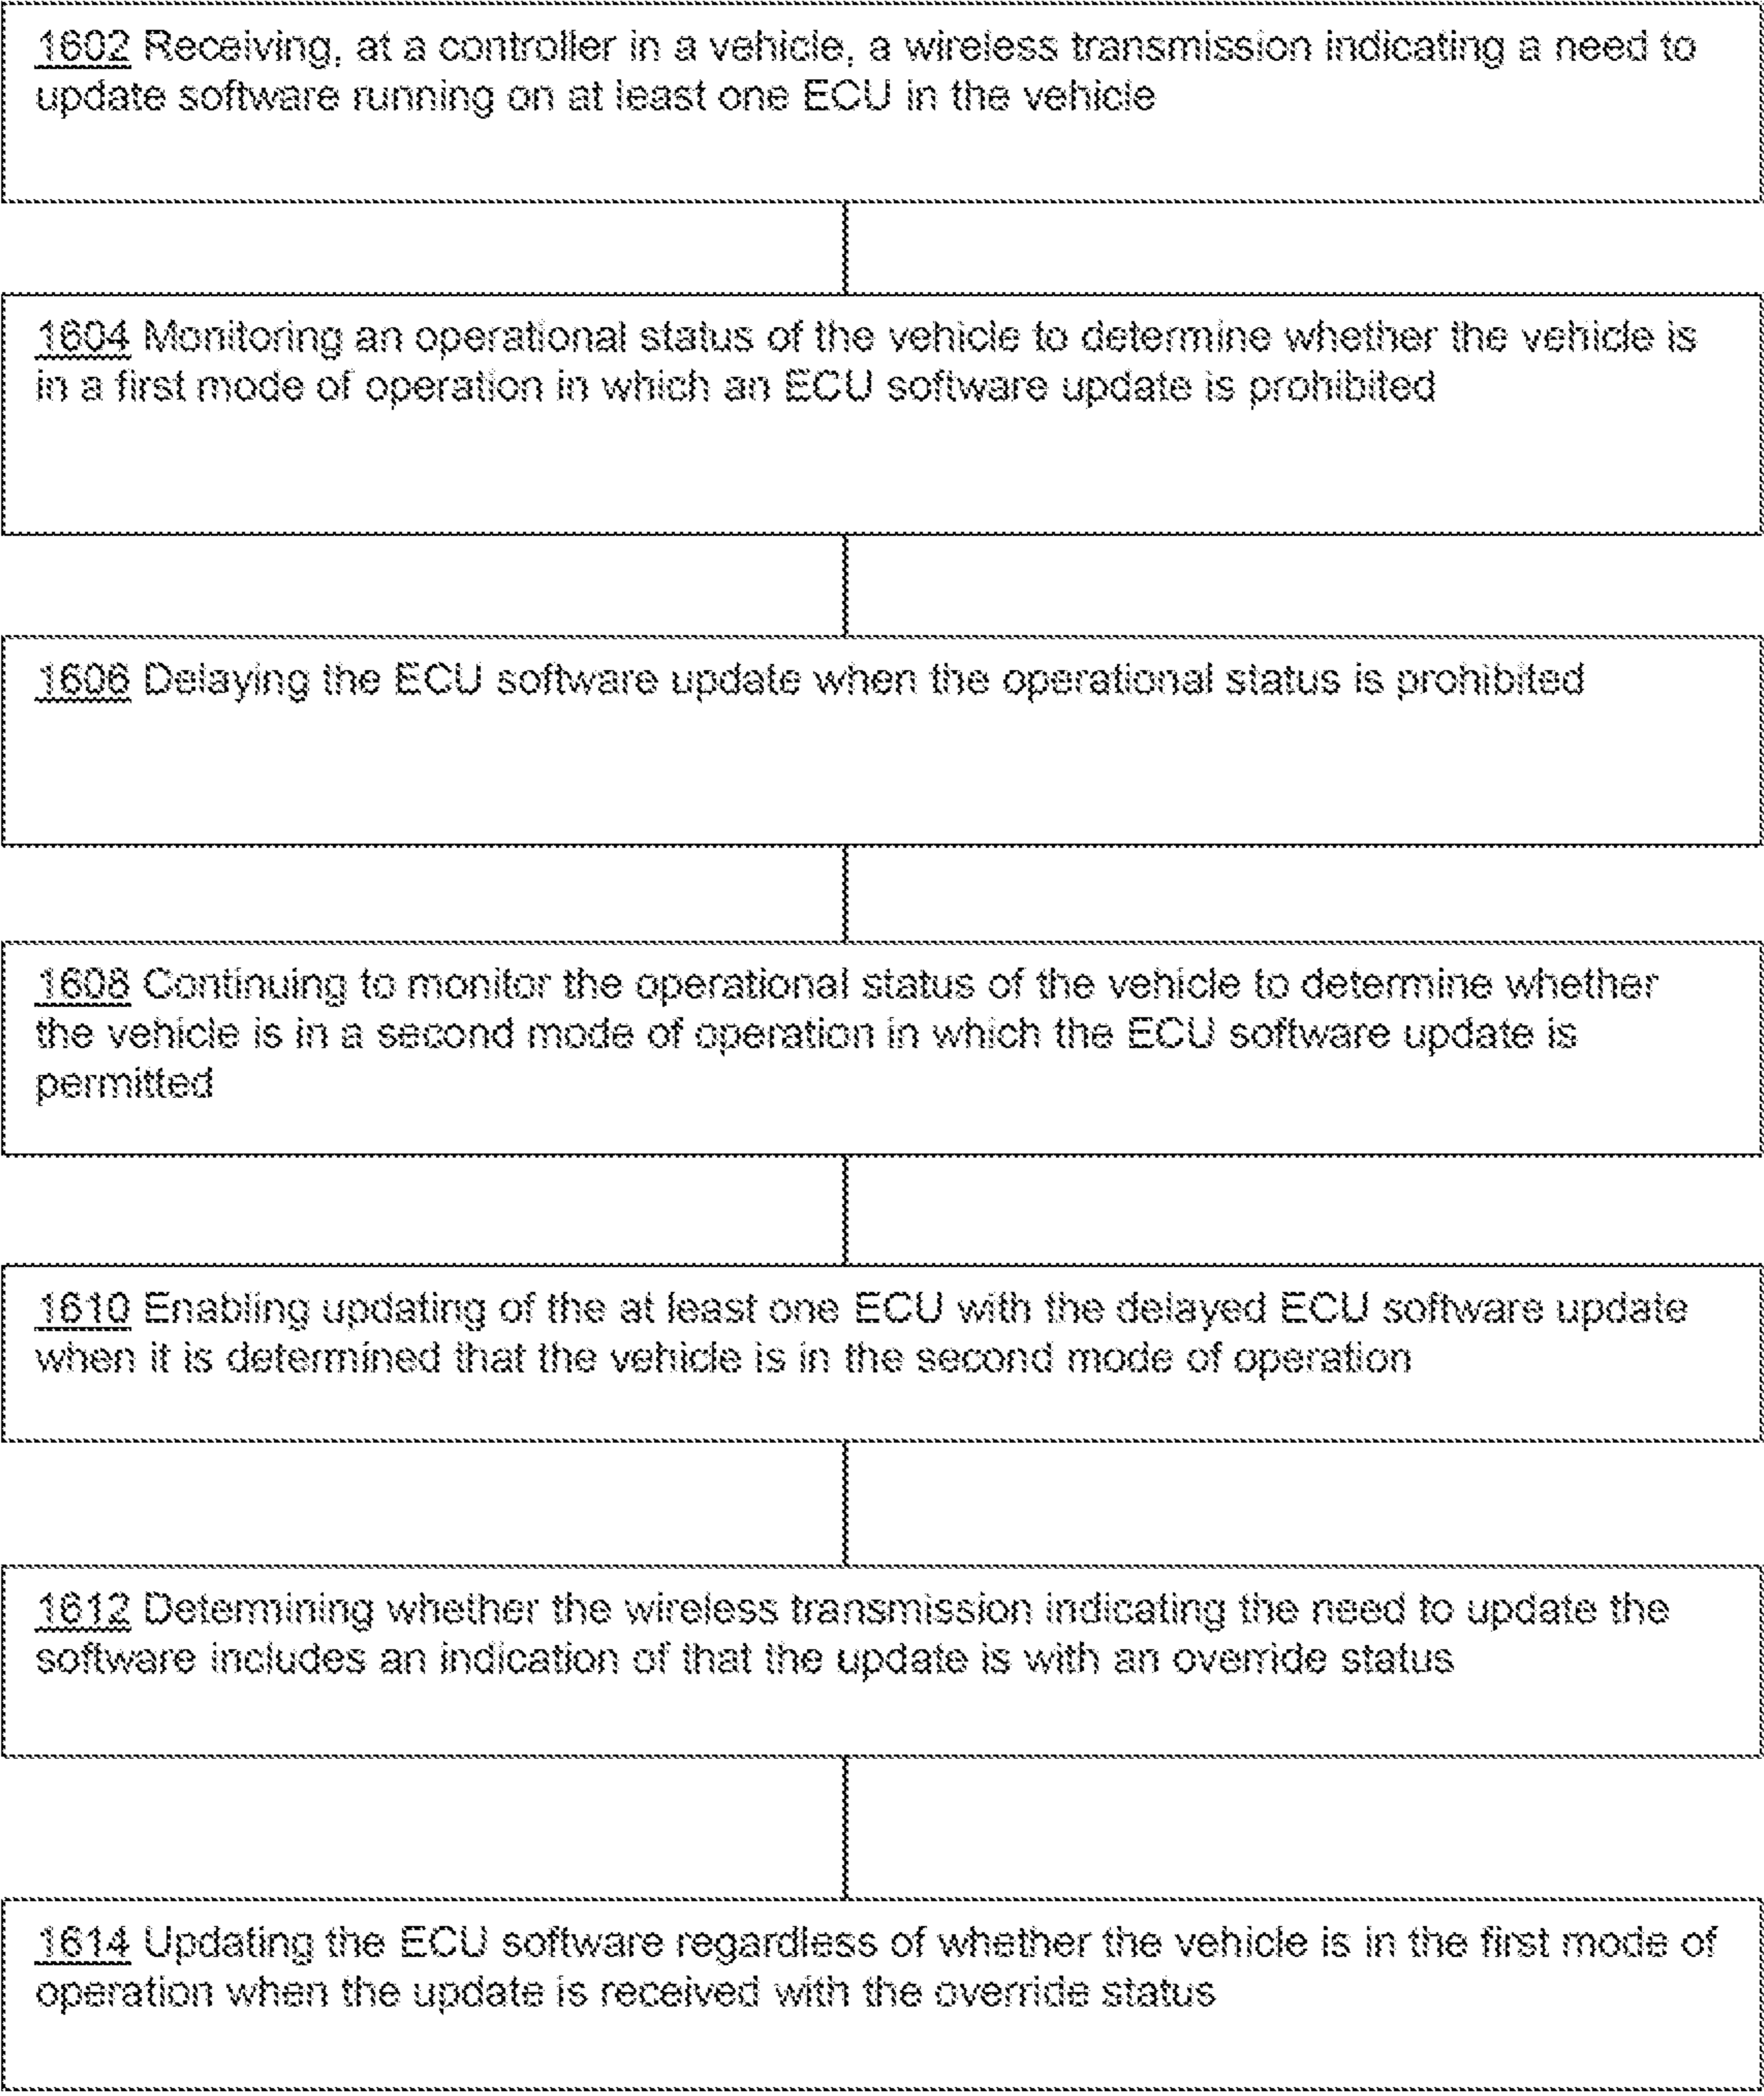 1602 Receiving, at a controller in a vehicle, a wireless transmission indicating a need to
update software running on at least one ECU in the vehicle
1604 Monitoring an operational status of the vehicle to determine whether the vehicle is
in a first mode of operation in which an ECU software update is prohibited
1606 Delaying the ECU software update when the operational status is prohibited
1608 Continuing to monitor the operational status of the vehicle to determine whether
the vehicle is in a second mode of operation in which the ECU software update is
permitted
1610 Enabling updating of the at least one ECU with the delayed ECU software update
when it is determined that the vehicle is in the second mode of operation
1612 Determining whether the wireless transmission indicating the need to update the
software includes an indication of that the update is with an override status
1614 Updating the ECU software regardless of whether the vehicle is in the first mode of
operation when the update is received with the override status